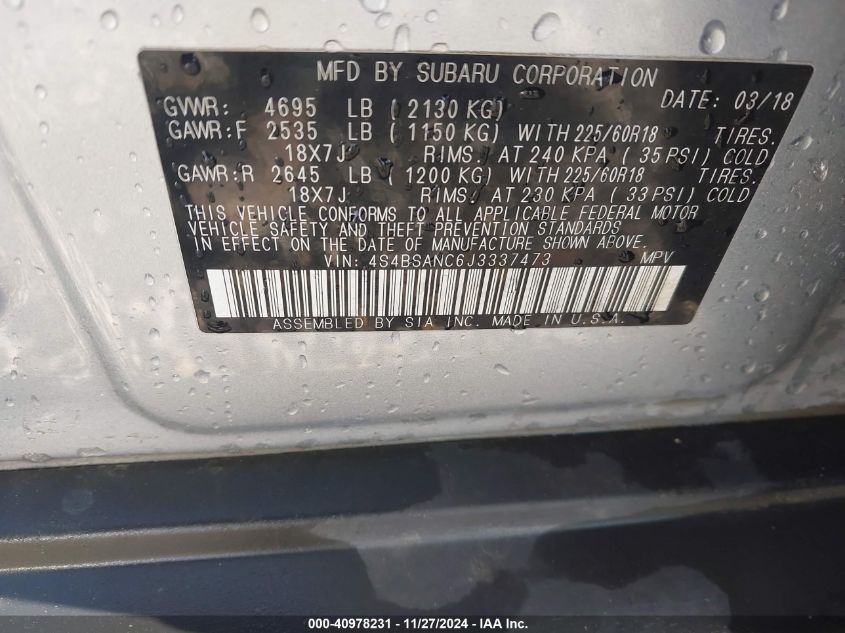 MFD BY SUBARU CORPORATION
DATE: 03/18
GVWR: 4695 LB ( 2130 KG)
GAWR:F 2535 LB ( 1150 KG) WITH 225/60R18 TIRES.
18X7J RIMS. AT 240 KPA ( 35 PSI) COLD
GAWR:R 2645 LB ( 1200 KG) WITH 225/60R18 TIRES.
18X7J RIMS. AT 230 KPA ( 33 PSI) COLD
THIS VEHICLE CONFORMS TO ALL APPLICABLE FEDERAL MOTOR
VEHICLE SAFETY AND THEFT PREVENTION STANDARDS
IN EFFECT ON THE DATE OF MANUFACTURE SHOWN ABOVE.
VIN: 4S4BSANC6J3337473 MPV
ASSEMBLED BY SIA INC. MADE IN U.S.A.
000-40978231 - 11/27/2024 - IAA Inc.